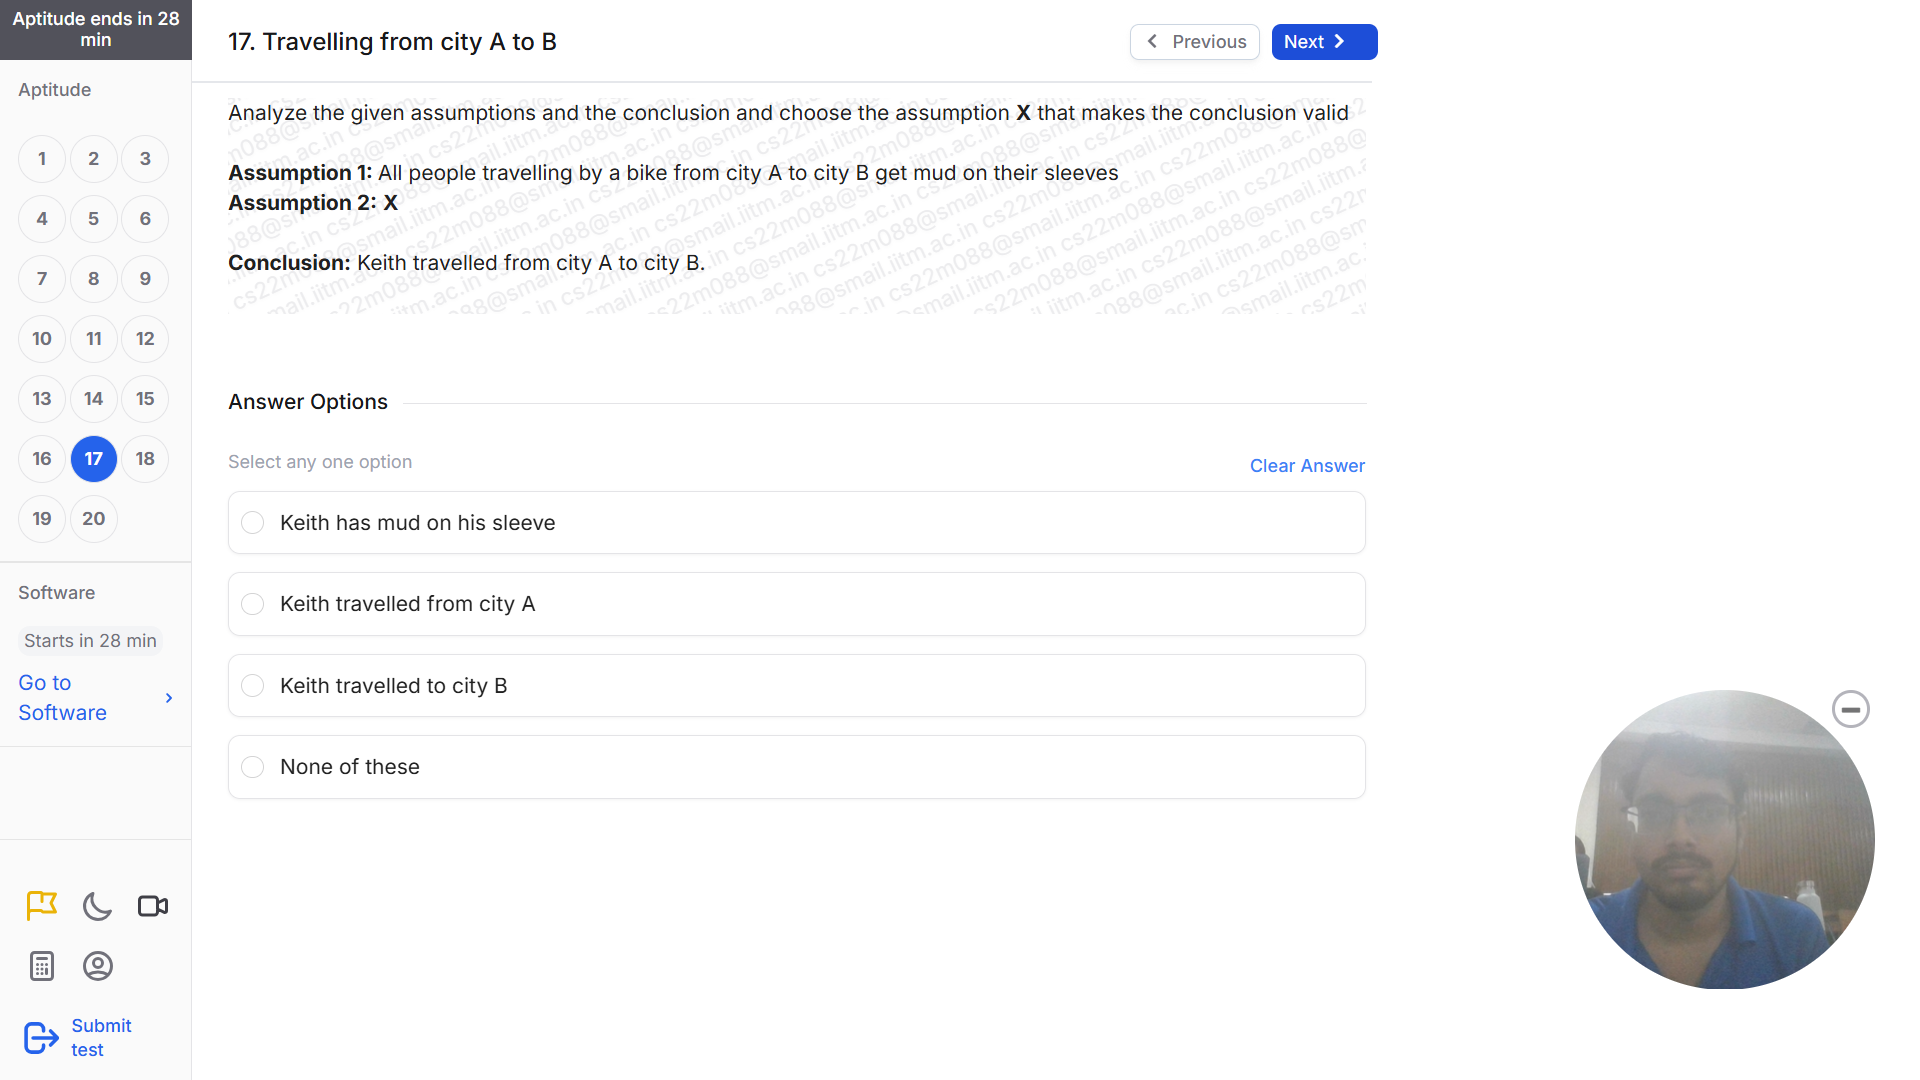 Aptitude ends in 28
min
Aptitude
1 2 3
4 5 6
7 8 9
10 11 12
13 14 15
16 17 18
19 20
Software
Starts in 28 min
Go to
Software
Submit
test
17. Travelling from city A to B
Previous
Next
Analyze the given assumptions and the conclusion and choose the assumption X that makes the conclusion valid
Assumption 1: All people travelling by a bike from city A to city B get mud on their sleeves
Assumption 2: X
Conclusion: Keith travelled from city A to city B.
cs22m088@smail.iitm.ac.in
Answer Options
Select any one option
Clear Answer
Keith has mud on his sleeve
Keith travelled from city A
Keith travelled to city B
None of these